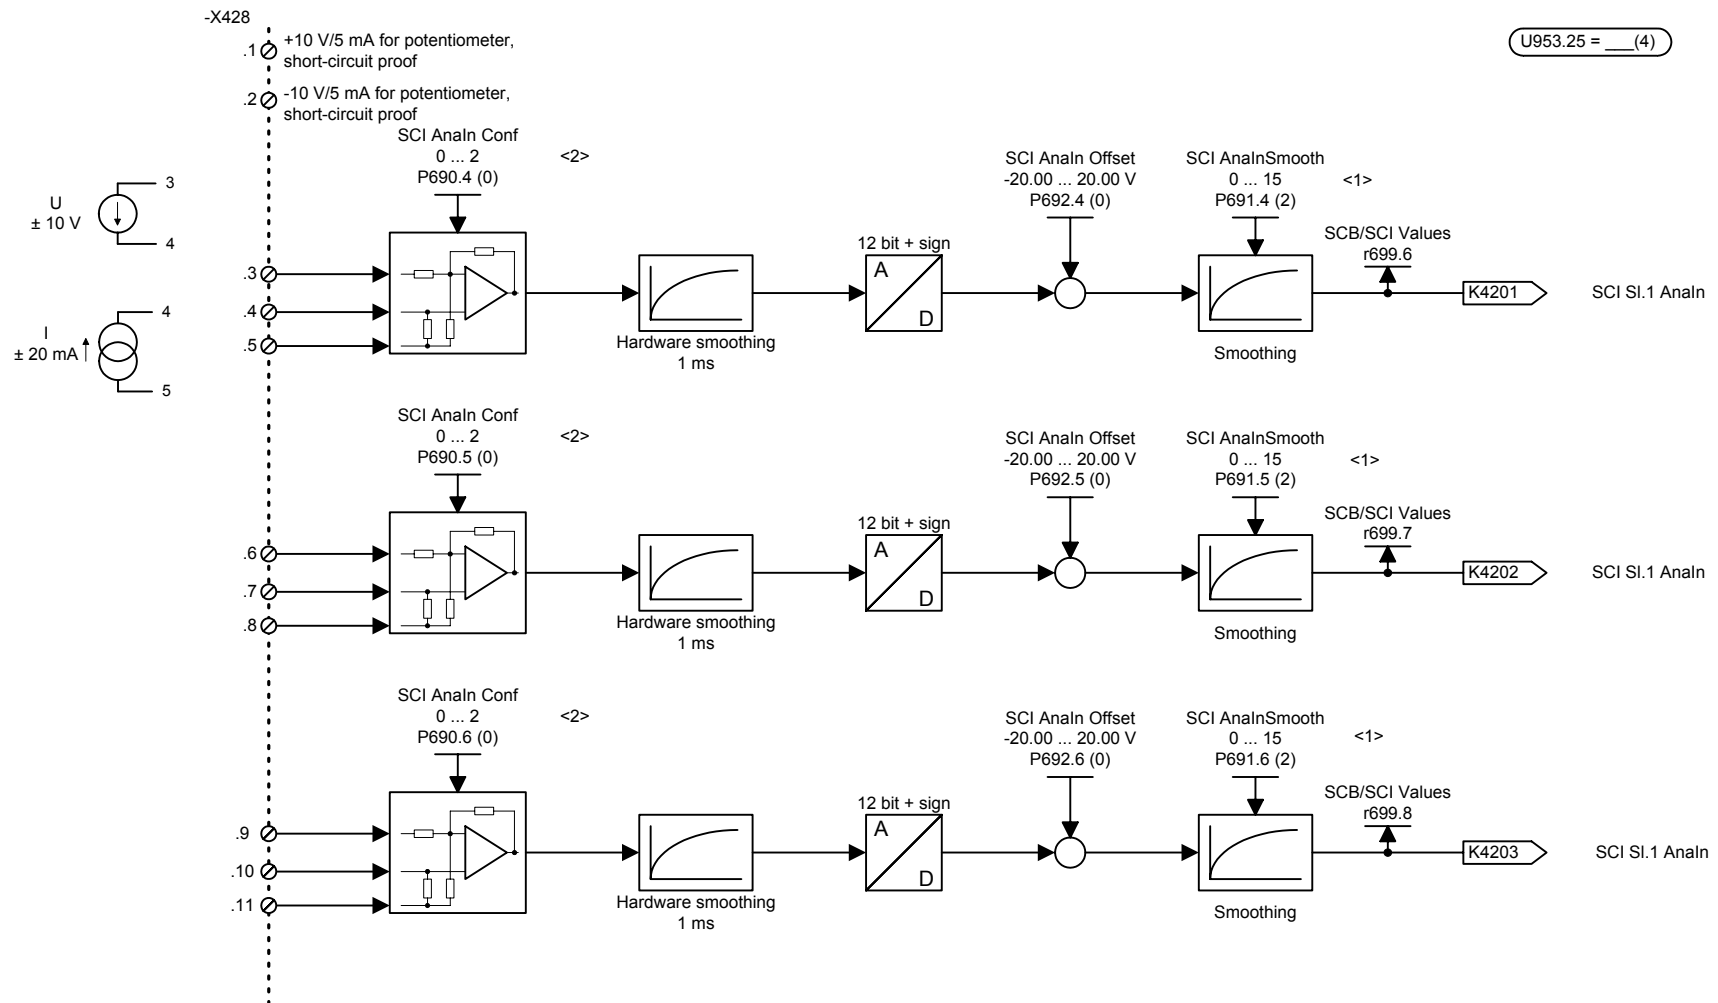 -X428
.1
+10 V/5 mA for potentiometer,
short-circuit proof
U953.25 = ___(4)
.2
-10 V/5 mA for potentiometer,
short-circuit proof
SCI AnaIn Conf
0 ... 2
<2>
P690.4 (0)
SCI AnaIn Offset
-20.00 ... 20.00 V
P692.4 (0)
SCI AnaInSmooth
0 ... 15
<1>
P691.4 (2)
U
± 10 V
3
4
I
± 20 mA
4
5
.3
.4
.5
Hardware smoothing
1 ms
12 bit + sign
A
D
Smoothing
SCB/SCI Values
r699.6
K4201
SCI Sl.1 AnaIn
SCI AnaIn Conf
0 ... 2
<2>
P690.5 (0)
SCI AnaIn Offset
-20.00 ... 20.00 V
P692.5 (0)
SCI AnaInSmooth
0 ... 15
<1>
P691.5 (2)
.6
.7
.8
Hardware smoothing
1 ms
12 bit + sign
A
D
Smoothing
SCB/SCI Values
r699.7
K4202
SCI Sl.1 AnaIn
SCI AnaIn Conf
0 ... 2
<2>
P690.6 (0)
SCI AnaIn Offset
-20.00 ... 20.00 V
P692.6 (0)
SCI AnaInSmooth
0 ... 15
<1>
P691.6 (2)
.9
.10
.11
Hardware smoothing
1 ms
12 bit + sign
A
D
Smoothing
SCB/SCI Values
r699.8
K4203
SCI Sl.1 AnaIn